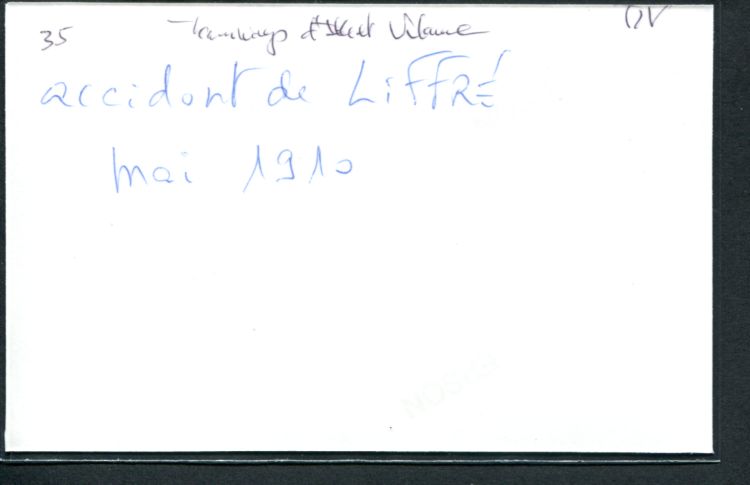 35 Tramways d'Ille et Vilaine
accident de LiFFRÉ
mai 1910